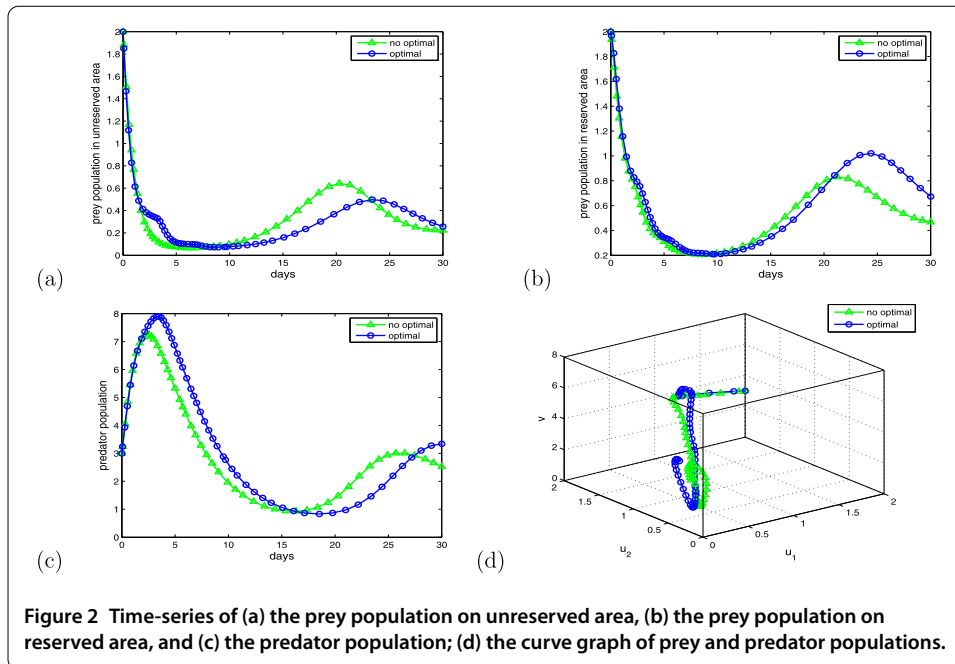 no optimal
optimal
prey population in unreserved area
2
1.8
1.6
1.4
1.2
1
0.8
0.6
0.4
0.2
0
0 5 10 15 20 25 30
days
(a)
no optimal
optimal
prey population in reserved area
2
1.8
1.6
1.4
1.2
1
0.8
0.6
0.4
0.2
0 5 10 15 20 25 30
days
(b)
no optimal
optimal
predator population
8
7
6
5
4
3
2
1
0
0 5 10 15 20 25 30
days
(c)
no optimal
optimal
v
8
6
4
2
0
2
1.5
1
0.5
0
u_2
0
0.5
1
1.5
2
u_1
(d)
Figure 2 Time-series of (a) the prey population on unreserved area, (b) the prey population on
reserved area, and (c) the predator population; (d) the curve graph of prey and predator populations.